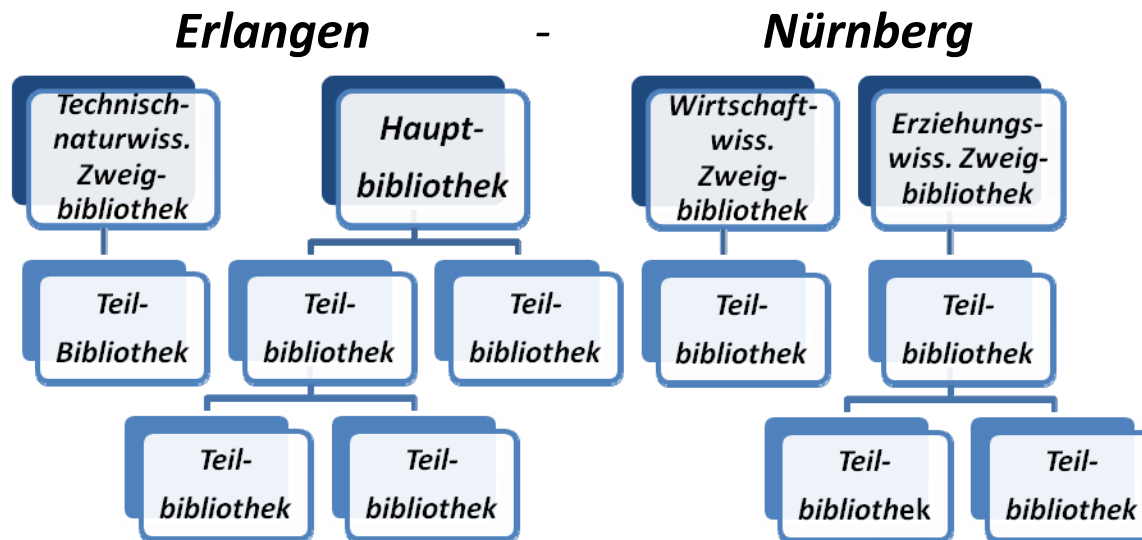 Erlangen - Nürnberg
Technisch-
naturwiss.
Zweig-
bibliothek
Haupt-
bibliothek
Wirtschaft-
wiss.
Zweig-
bibliothek
Erziehungs-
wiss. Zweig-
bibliothek
Teil-
Bibliothek
Teil-
bibliothek
Teil-
bibliothek
Teil-
bibliothek
Teil-
bibliothek
Teil-
bibliothek
Teil-
bibliothek
Teil-
bibliothek
Teil-
bibliothek